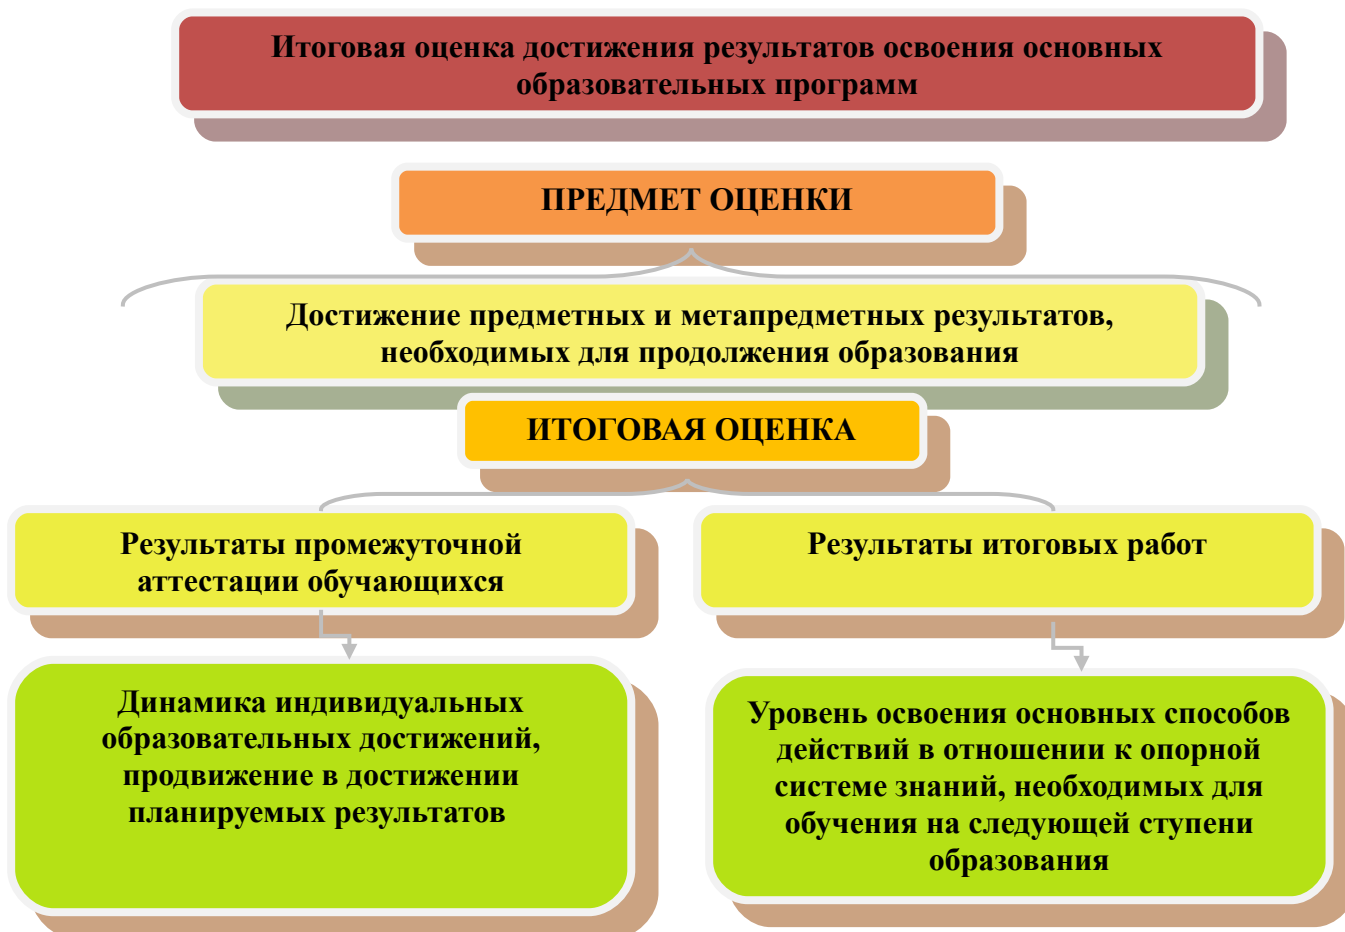 Итоговая оценка достижения результатов освоения основных
образовательных программ
ПРЕДМЕТ ОЦЕНКИ
Достижение предметных и метапредметных результатов,
необходимых для продолжения образования
ИТОГОВАЯ ОЦЕНКА
Результаты промежуточной
аттестации обучающихся
Результаты итоговых работ
Динамика индивидуальных
образовательных достижений,
продвижение в достижении
планируемых результатов
Уровень освоения основных способов
действий в отношении к опорной
системе знаний, необходимых для
обучения на следующей ступени
образования